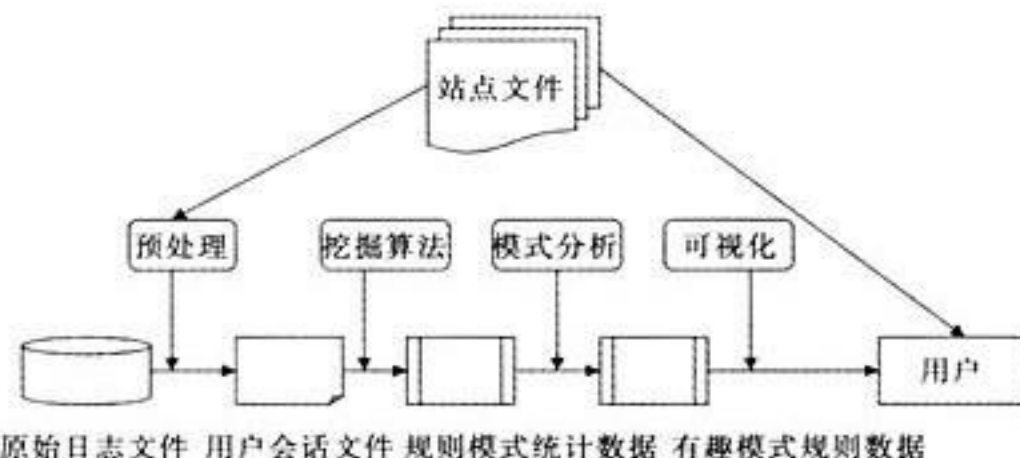 站点文件
预处理 挖掘算法 模式分析 可视化
用户
原始日志文件 用户会话文件 规则模式统计数据 有趣模式规则数据